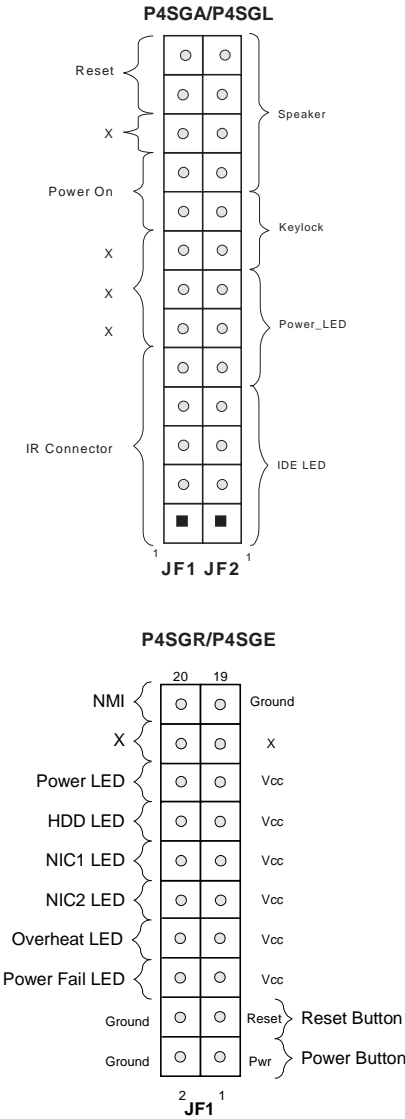 P4SGA/P4SGL
Reset
Speaker
X
Power On
Keylock
X
X
Power_LED
X
IR Connector
IDE LED
1 1
JF1 JF2
P4SGR/P4SGE
20 19
NMI Ground
X X
Power LED Vcc
HDD LED Vcc
NIC1 LED Vcc
NIC2 LED Vcc
Overheat LED Vcc
Power Fail LED Vcc
Ground Reset Reset Button
Ground Pwr Power Button
2 1
JF1